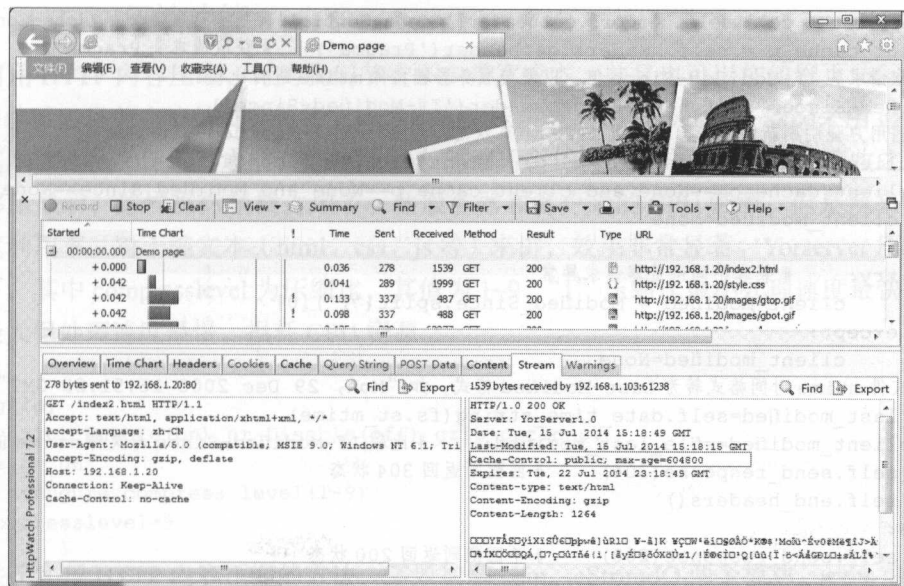 Demo page
文件(F) 编辑(E) 查看(V) 收藏夹(A) 工具(T) 帮助(H)
Record Stop Clear View Summary Find Filter Save Tools Help
Started Time Chart ! Time Sent Received Method Result Type URL
00:00:00.000 Demo page
+ 0.000 0.036 278 1539 GET 200 http://192.168.1.20/index2.html
+ 0.042 0.041 289 1999 GET 200 http://192.168.1.20/style.css
+ 0.042 ! 0.133 337 487 GET 200 http://192.168.1.20/images/gtop.gif
+ 0.042 ! 0.098 337 488 GET 200 http://192.168.1.20/images/gbot.gif
Overview Time Chart Headers Cookies Cache Query String POST Data Content Stream Warnings
278 bytes sent to 192.168.1.20:80 Find Export
1539 bytes received by 192.168.1.103:61238 Find Export
GET /index2.html HTTP/1.1
Accept: text/html, application/xhtml+xml, */*
Accept-Language: zh-CN
User-Agent: Mozilla/5.0 (compatible; MSIE 9.0; Windows NT 6.1; Tri
Accept-Encoding: gzip, deflate
Host: 192.168.1.20
Connection: Keep-Alive
Cache-Control: no-cache
HTTP/1.0 200 OK
Server: YorServer1.0
Date: Tue, 15 Jul 2014 15:18:49 GMT
Last-Modified: Tue, 15 Jul 2014 15:18:15 GMT
Cache-Control: public; max-age=604800
Expires: Tue, 22 Jul 2014 23:18:49 GMT
Content-type: text/html
Content-Encoding: gzip
Content-Length: 1264
HttpWatch Professional 7.2